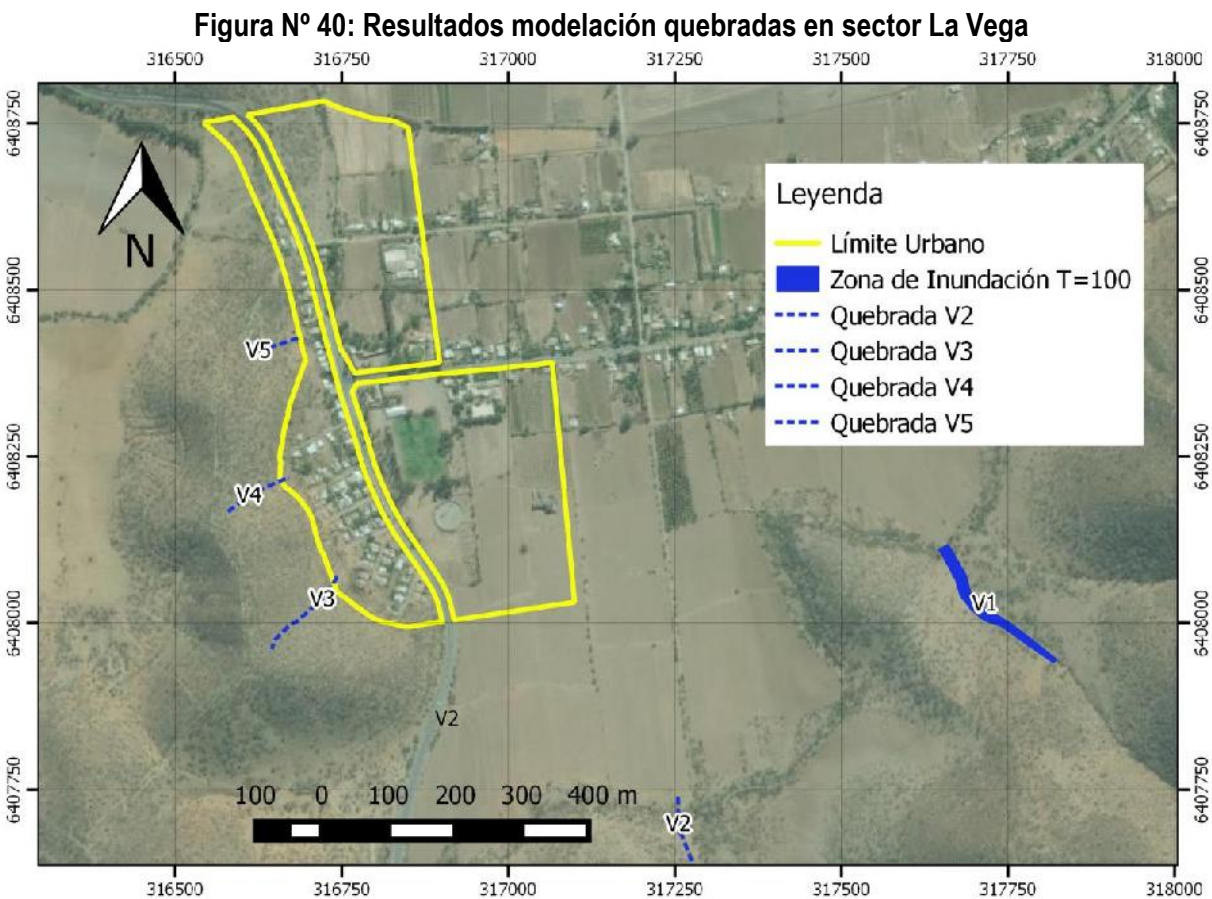 Figura Nº 40: Resultados modelación quebradas en sector La Vega
316500 316750 317000 317250 317500 317750 318000
6408750 6408750
Leyenda
N
Límite Urbano
6408500 Zona de Inundación T=100 6408500
Quebrada V2
V5 Quebrada V3
Quebrada V4
Quebrada V5
6408250 6408250
V4
V3 V1
6408000 6408000
V2
100 0 100 200 300 400 m
6407750 6407750
V2
316500 316750 317000 317250 317500 317750 318000